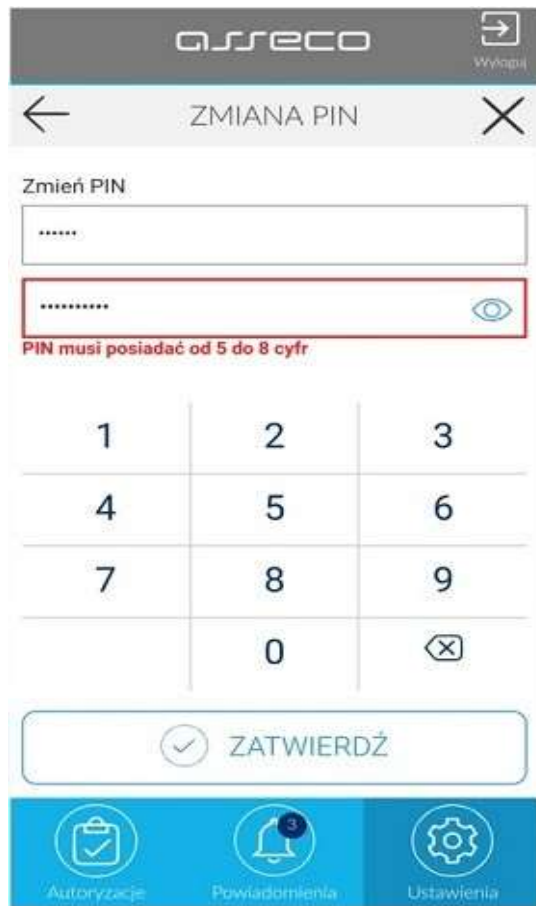 asseco
Wyloguj
ZMIANA PIN
Zmień PIN
••••••
••••••••••
PIN musi posiadać od 5 do 8 cyfr
1 2 3
4 5 6
7 8 9
0
ZATWIERDŹ
3
Autoryzacje Powiadomienia Ustawienia